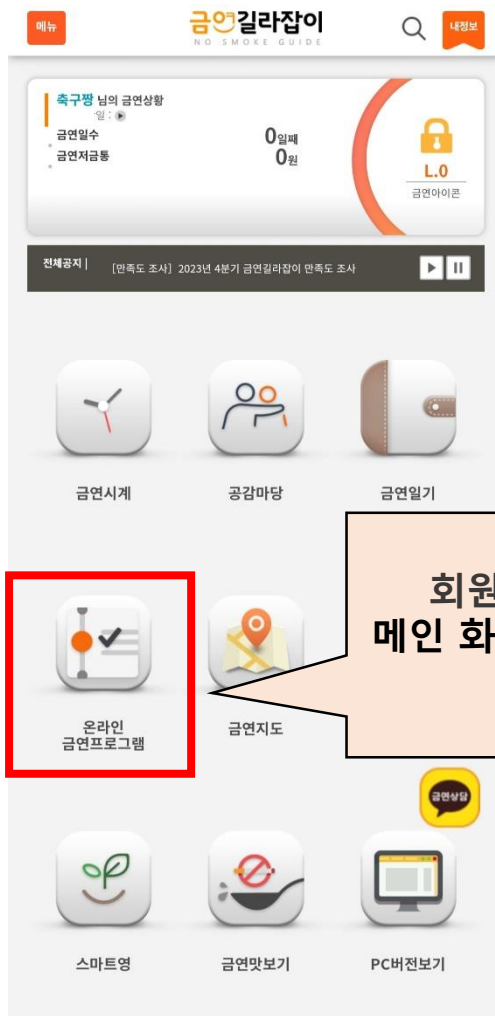 메뉴
금연길라잡이
NO SMOKE GUIDE
내정보
축구짱 님의 금연상황
일 :
금연일수 0일째
금연저금통 0원
L.0
금연아이콘
전체공지 | [만족도 조사] 2023년 4분기 금연길라잡이 만족도 조사
금연시계 공감마당 금연일기
회원
메인 화
온라인
금연프로그램
금연지도
금연상담
스마트영 금연맛보기 PC버전보기